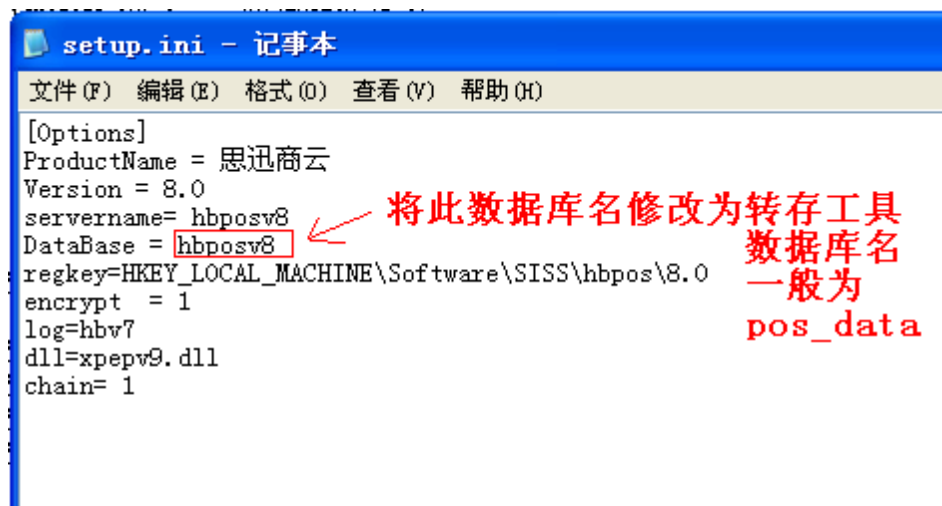 setup.ini - 记事本
文件(F) 编辑(E) 格式(O) 查看(V) 帮助(H)
[Options]
ProductName = 思迅商云
Version = 8.0
servername= hbposv8
DataBase = hbposv8
regkey=HKEY_LOCAL_MACHINE\Software\SISS\hbpos\8.0
encrypt  = 1
log=hbv7
dll=xpepv9.dll
chain= 1
将此数据库名修改为转存工具
数据库名
一般为
pos_data